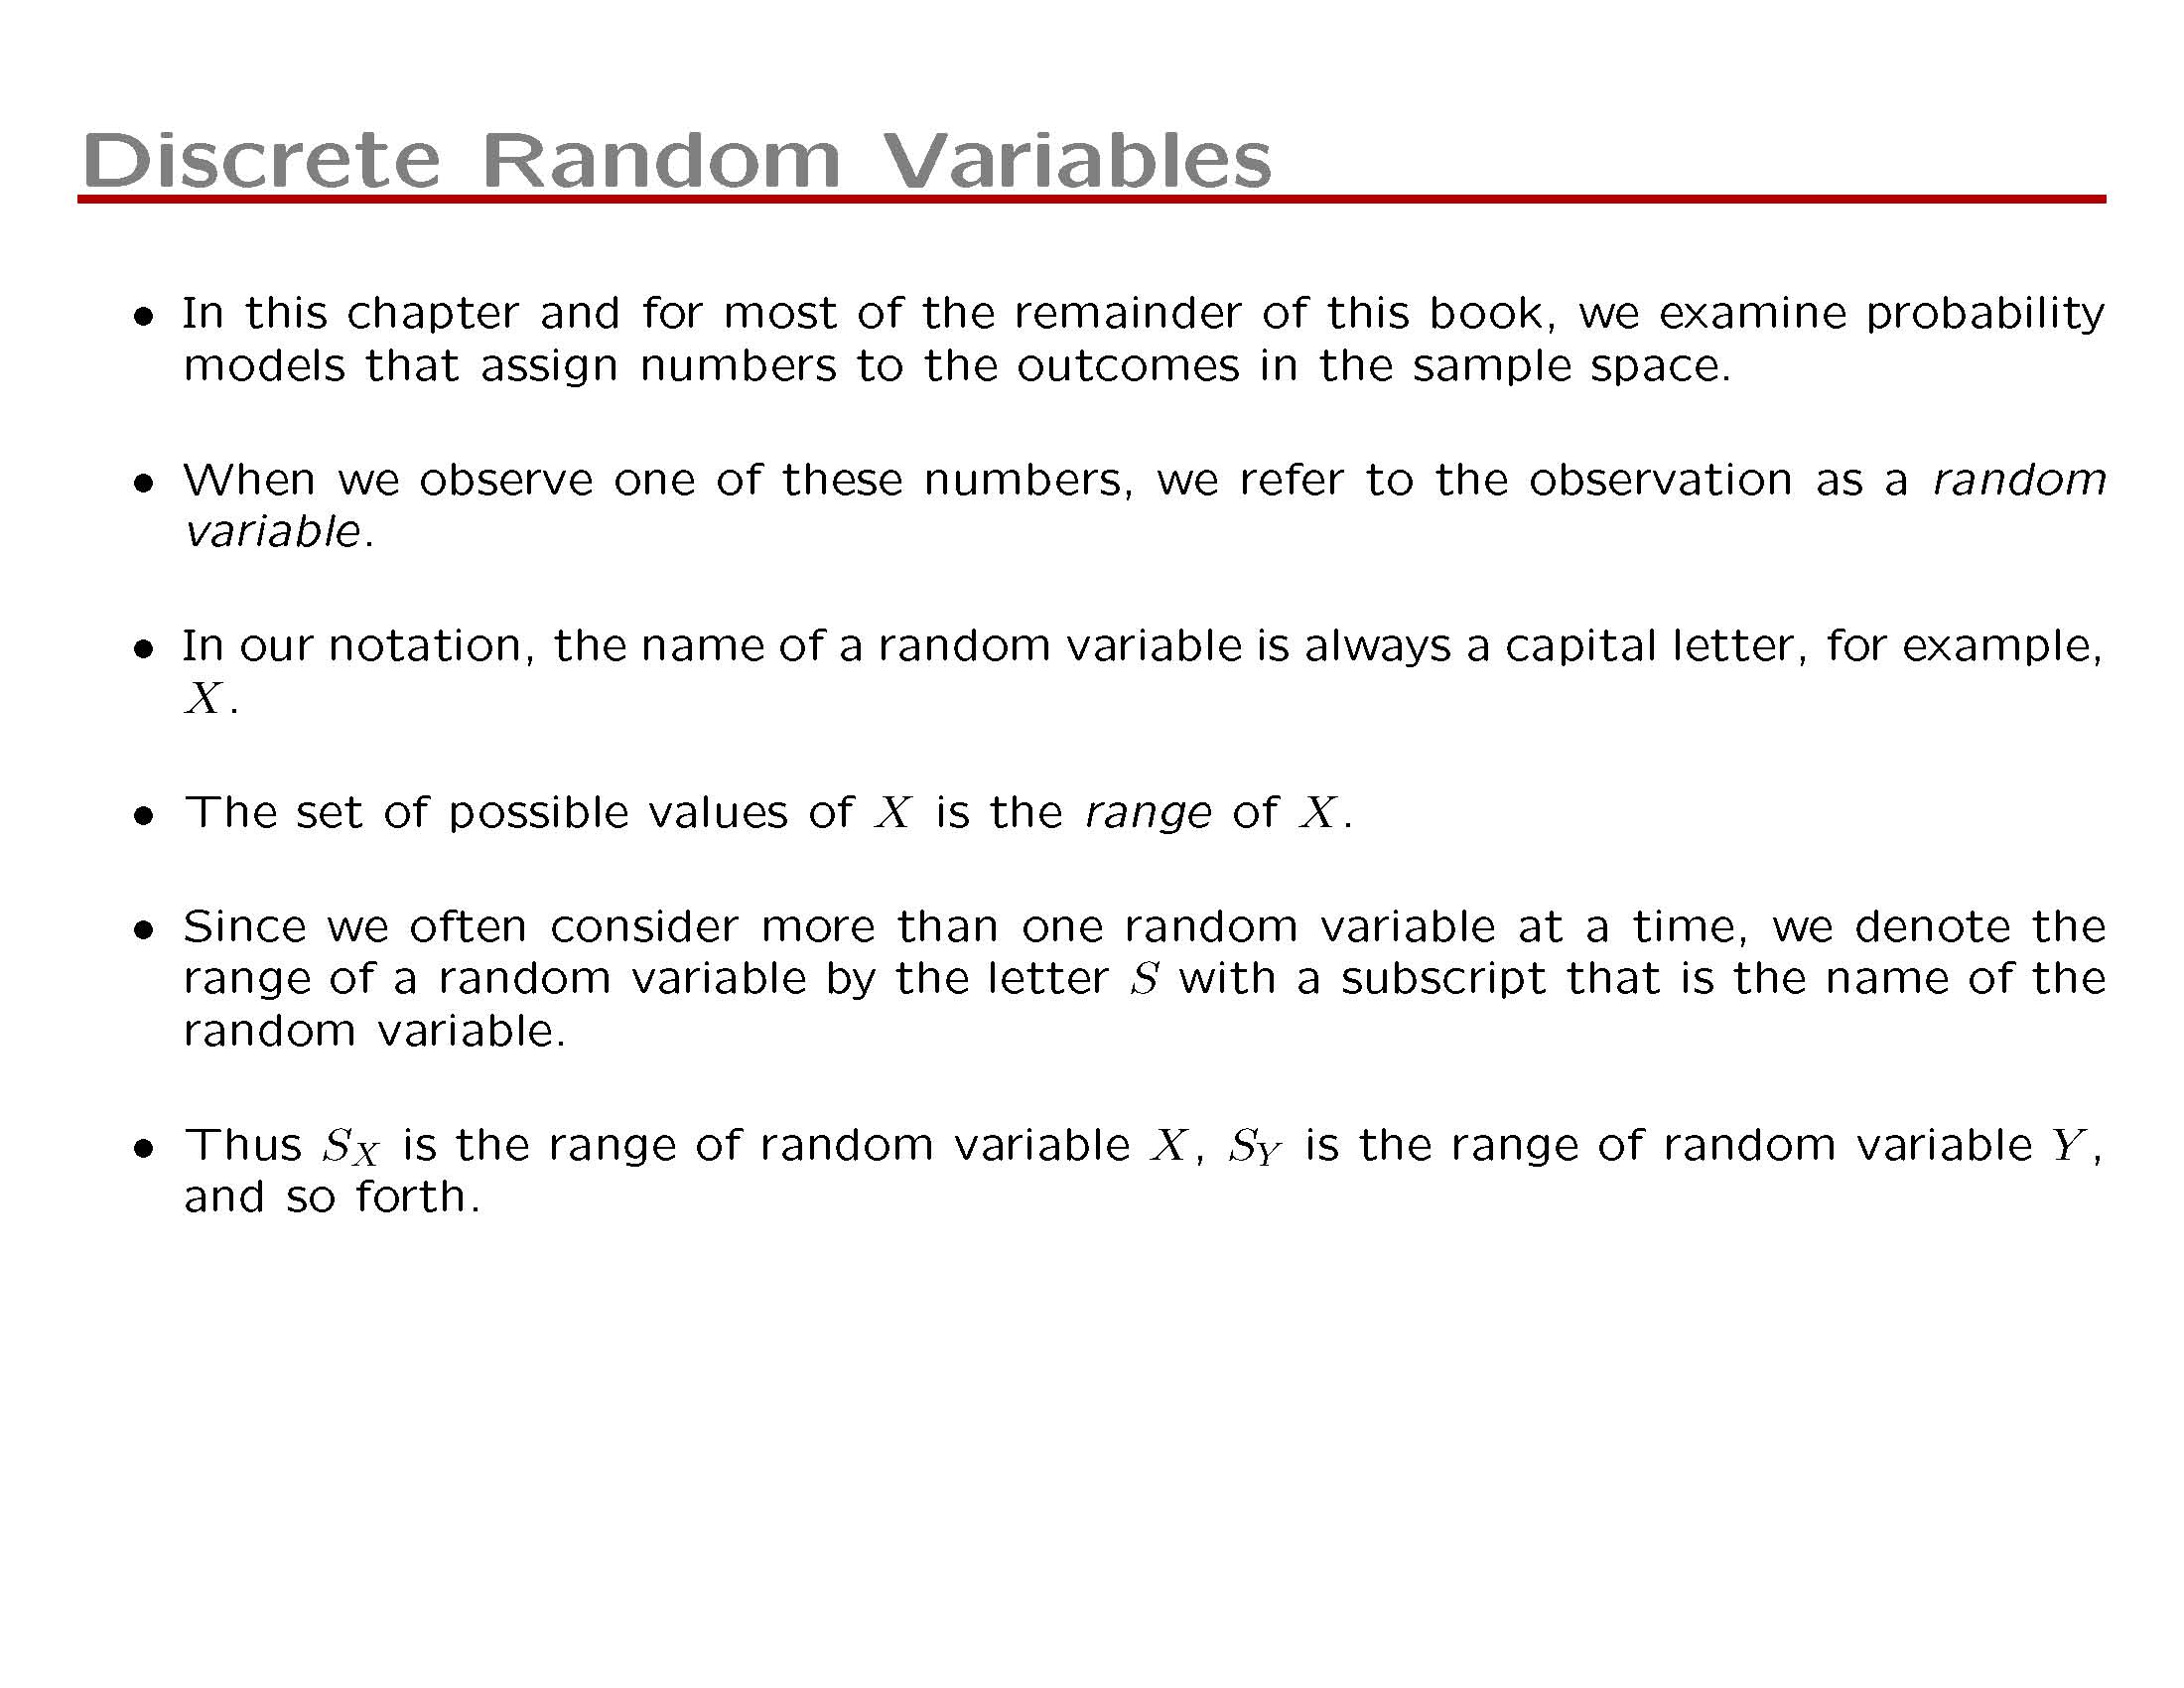 Discrete Random Variables
• In this chapter and for most of the remainder of this book, we examine probability
models that assign numbers to the outcomes in the sample space.
• When we observe one of these numbers, we refer to the observation as a random
variable.
• In our notation, the name of a random variable is always a capital letter, for example,
X.
• The set of possible values of X is the range of X.
• Since we often consider more than one random variable at a time, we denote the
range of a random variable by the letter S with a subscript that is the name of the
random variable.
• Thus S_X is the range of random variable X, S_Y is the range of random variable Y,
and so forth.